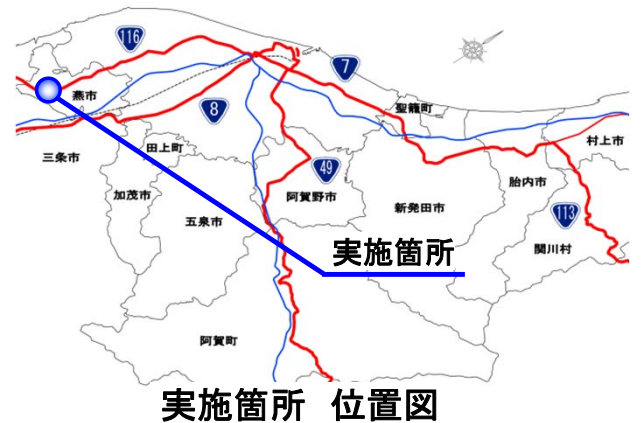 116
7
燕市
8
聖籠町
村上市
三条市
田上町
49
胎内市
加茂市
阿賀野市
新発田市
五泉市
113
実施箇所
関川村
阿賀町
実施箇所 位置図